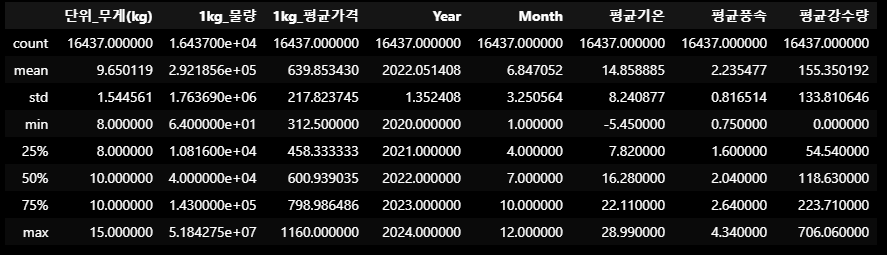 단위_무게(kg) 1kg_물량 1kg_평균가격 Year Month 평균기온 평균풍속 평균강수량
count 16437.000000 1.643700e+04 16437.000000 16437.000000 16437.000000 16437.000000 16437.000000 16437.000000
mean 9.650119 2.921856e+05 639.853430 2022.051408 6.847052 14.858885 2.235477 155.350192
std 1.544561 1.763690e+06 217.823745 1.352408 3.250564 8.240877 0.816514 133.810646
min 8.000000 6.400000e+01 312.500000 2020.000000 1.000000 -5.450000 0.750000 0.000000
25% 8.000000 1.081600e+04 458.333333 2021.000000 4.000000 7.820000 1.600000 54.540000
50% 10.000000 4.000000e+04 600.939035 2022.000000 7.000000 16.280000 2.040000 118.630000
75% 10.000000 1.430000e+05 798.986486 2023.000000 10.000000 22.110000 2.640000 223.710000
max 15.000000 5.184275e+07 1160.000000 2024.000000 12.000000 28.990000 4.340000 706.060000